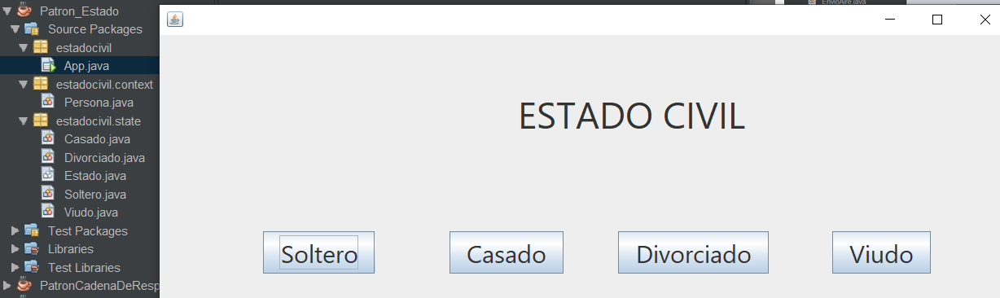 Patron_Estado
Source Packages
estadocivil
App.java
estadocivil.context
Persona.java
estadocivil.state
Casado.java
Divorciado.java
Estado.java
Soltero.java
Viudo.java
Test Packages
Libraries
Test Libraries
PatronCadenaDeResp
EnvioAire.java
ESTADO CIVIL
Soltero
Casado
Divorciado
Viudo